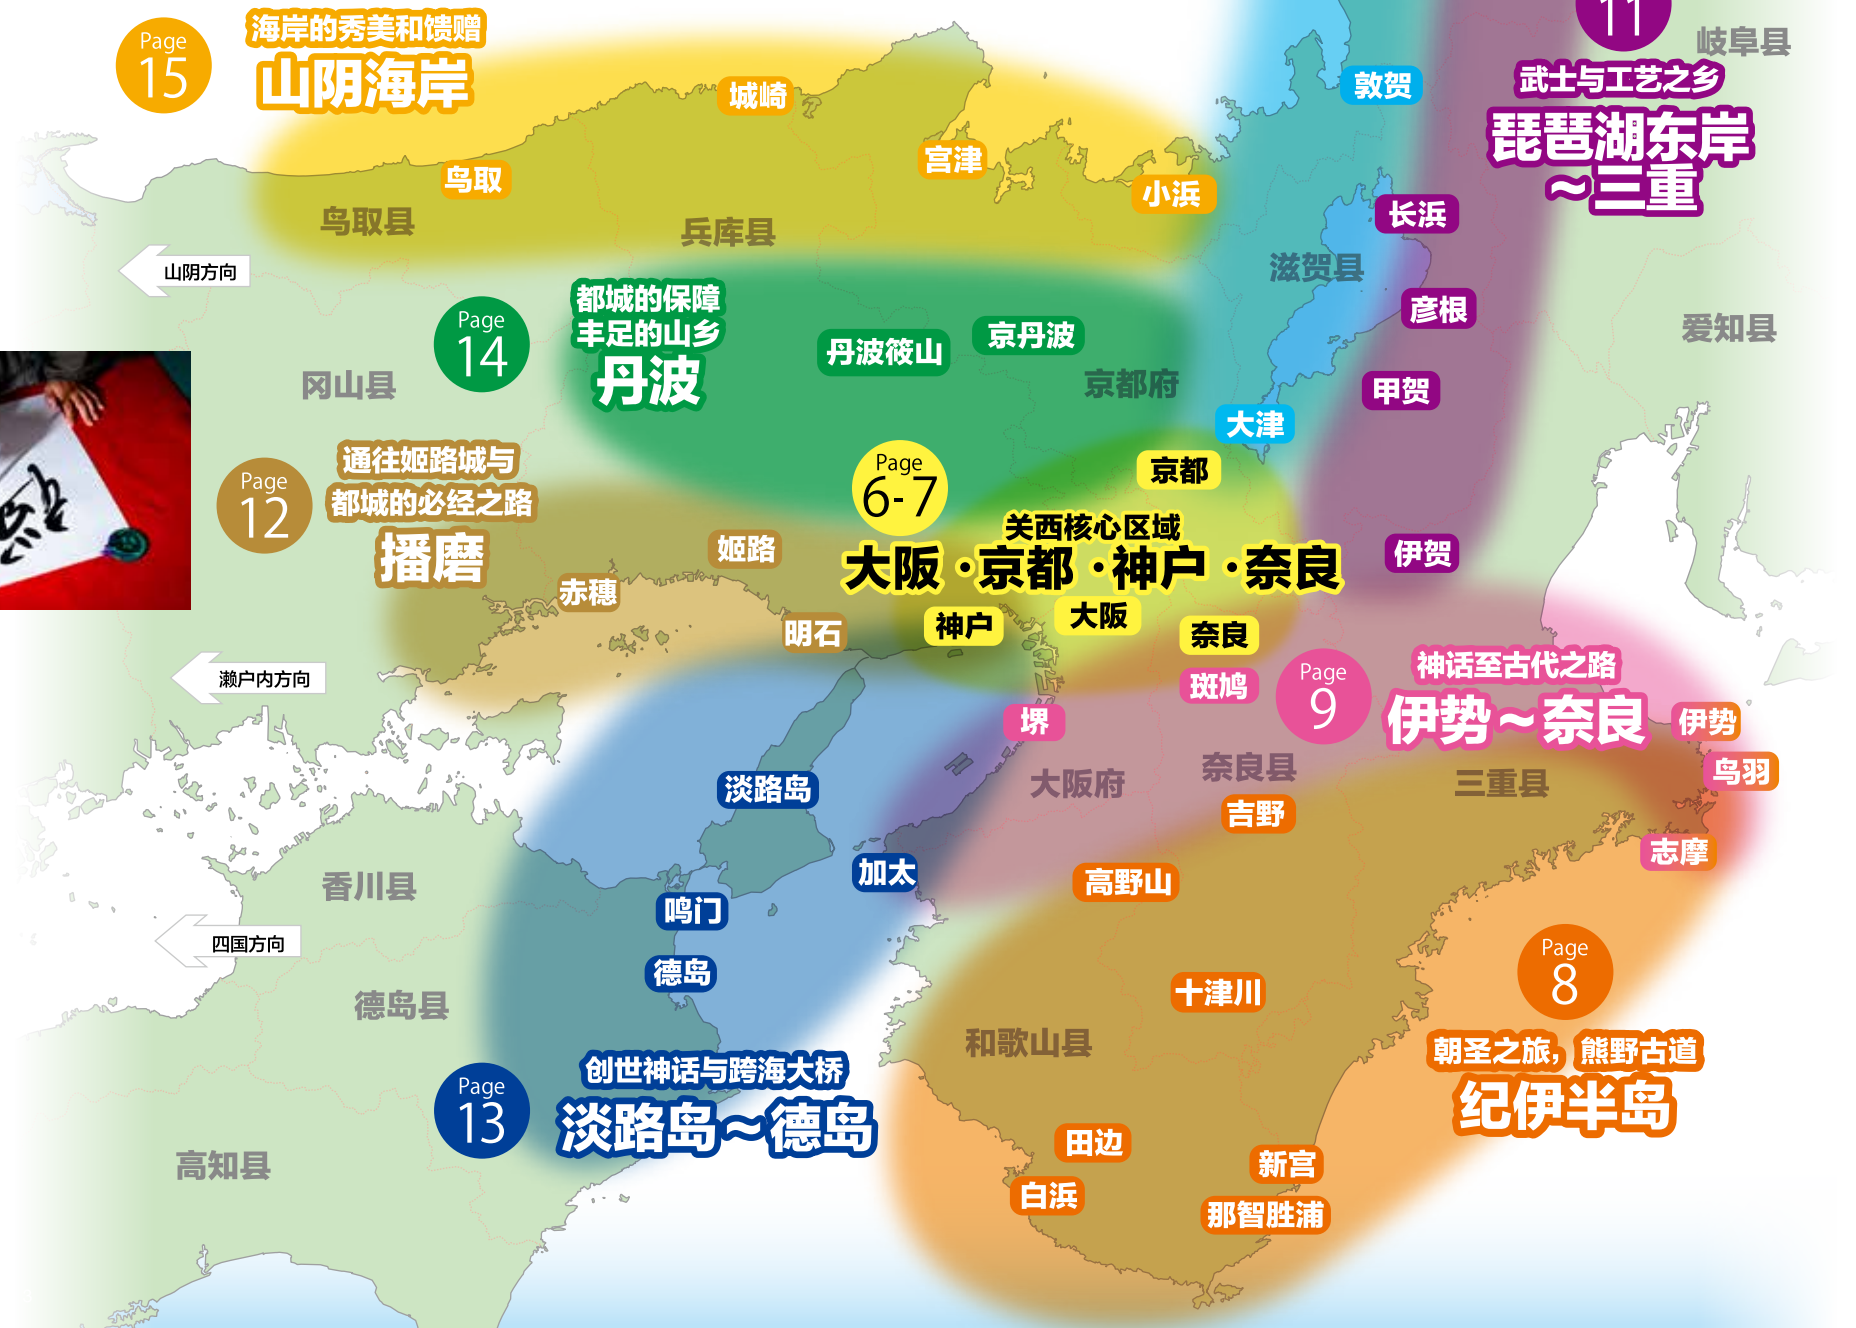 Page
15
海岸的秀美和馈赠
山阴海岸
城崎
鸟取
宫津
小浜
鸟取县
兵库县
敦贺
11
岐阜县
武士与工艺之乡
琵琶湖东岸
～三重
长浜
滋贺县
彦根
爱知县
甲贺
大津
山阴方向
Page
14
都城的保障
丰足的山乡
丹波
丹波篠山
京丹波
京都府
冈山县
Page
12
通往姬路城与
都城的必经之路
播磨
姬路
赤穗
明石
Page
6-7
京都
关西核心区域
大阪·京都·神户·奈良
神户
大阪
奈良
伊贺
斑鸠
Page
9
神话至古代之路
伊势～奈良
伊势
鸟羽
志摩
堺
大阪府
奈良县
三重县
吉野
高野山
濑户内方向
淡路岛
加太
香川县
鸣门
德岛
四国方向
德岛县
Page
13
创世神话与跨海大桥
淡路岛～德岛
高知县
十津川
和歌山县
Page
8
朝圣之旅，熊野古道
纪伊半岛
田边
白浜
新宫
那智胜浦